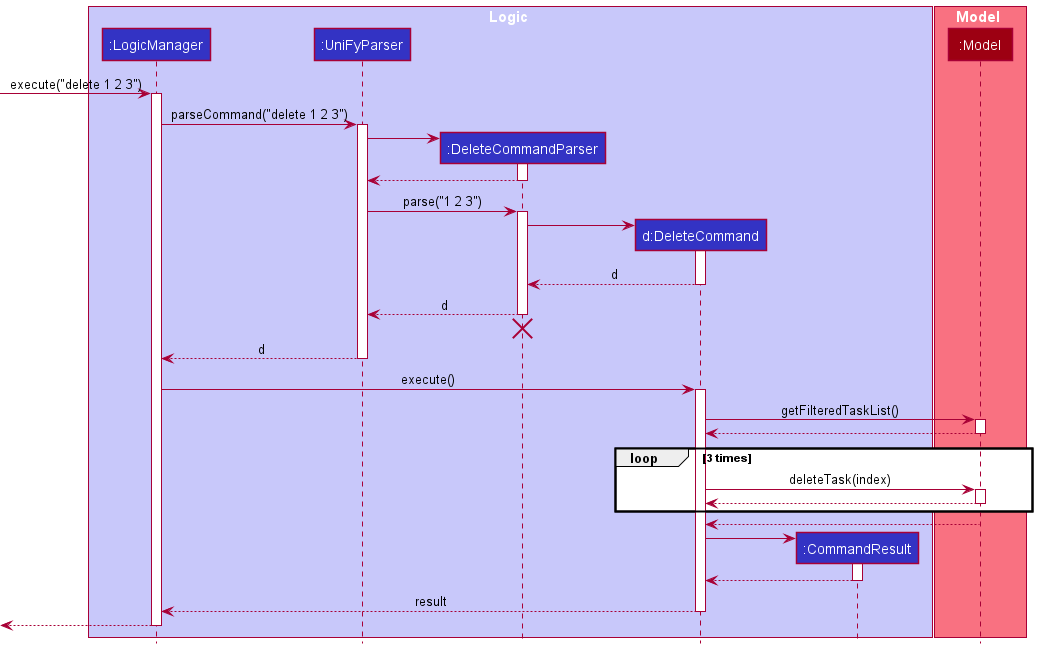 Logic
Model
:LogicManager
:UniFyParser
:Model
execute("delete 1 2 3")
parseCommand("delete 1 2 3")
:DeleteCommandParser
parse("1 2 3")
d:DeleteCommand
d
d
d
execute()
getFilteredTaskList()
loop
[3 times]
deleteTask(index)
:CommandResult
result